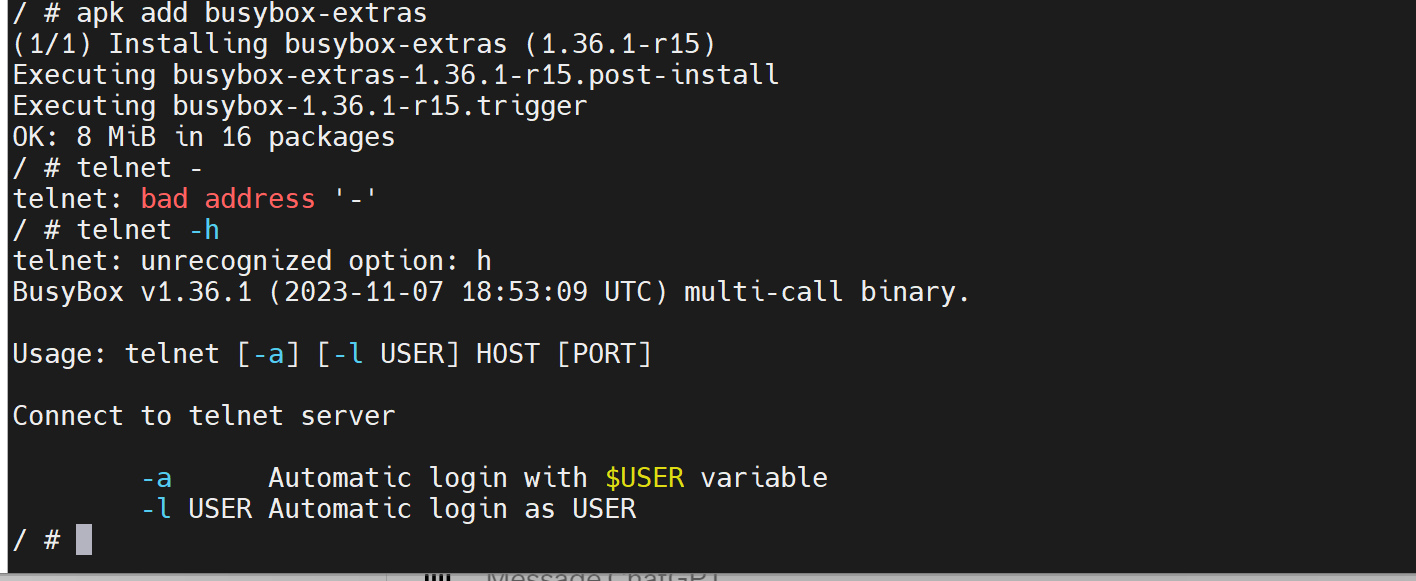 / # apk add busybox-extras
(1/1) Installing busybox-extras (1.36.1-r15)
Executing busybox-extras-1.36.1-r15.post-install
Executing busybox-1.36.1-r15.trigger
OK: 8 MiB in 16 packages
/ # telnet -
telnet: bad address '-'
/ # telnet -h
telnet: unrecognized option: h
BusyBox v1.36.1 (2023-11-07 18:53:09 UTC) multi-call binary.

Usage: telnet [-a] [-l USER] HOST [PORT]

Connect to telnet server

        -a      Automatic login with $USER variable
        -l USER Automatic login as USER
/ #
Message ChatGPT